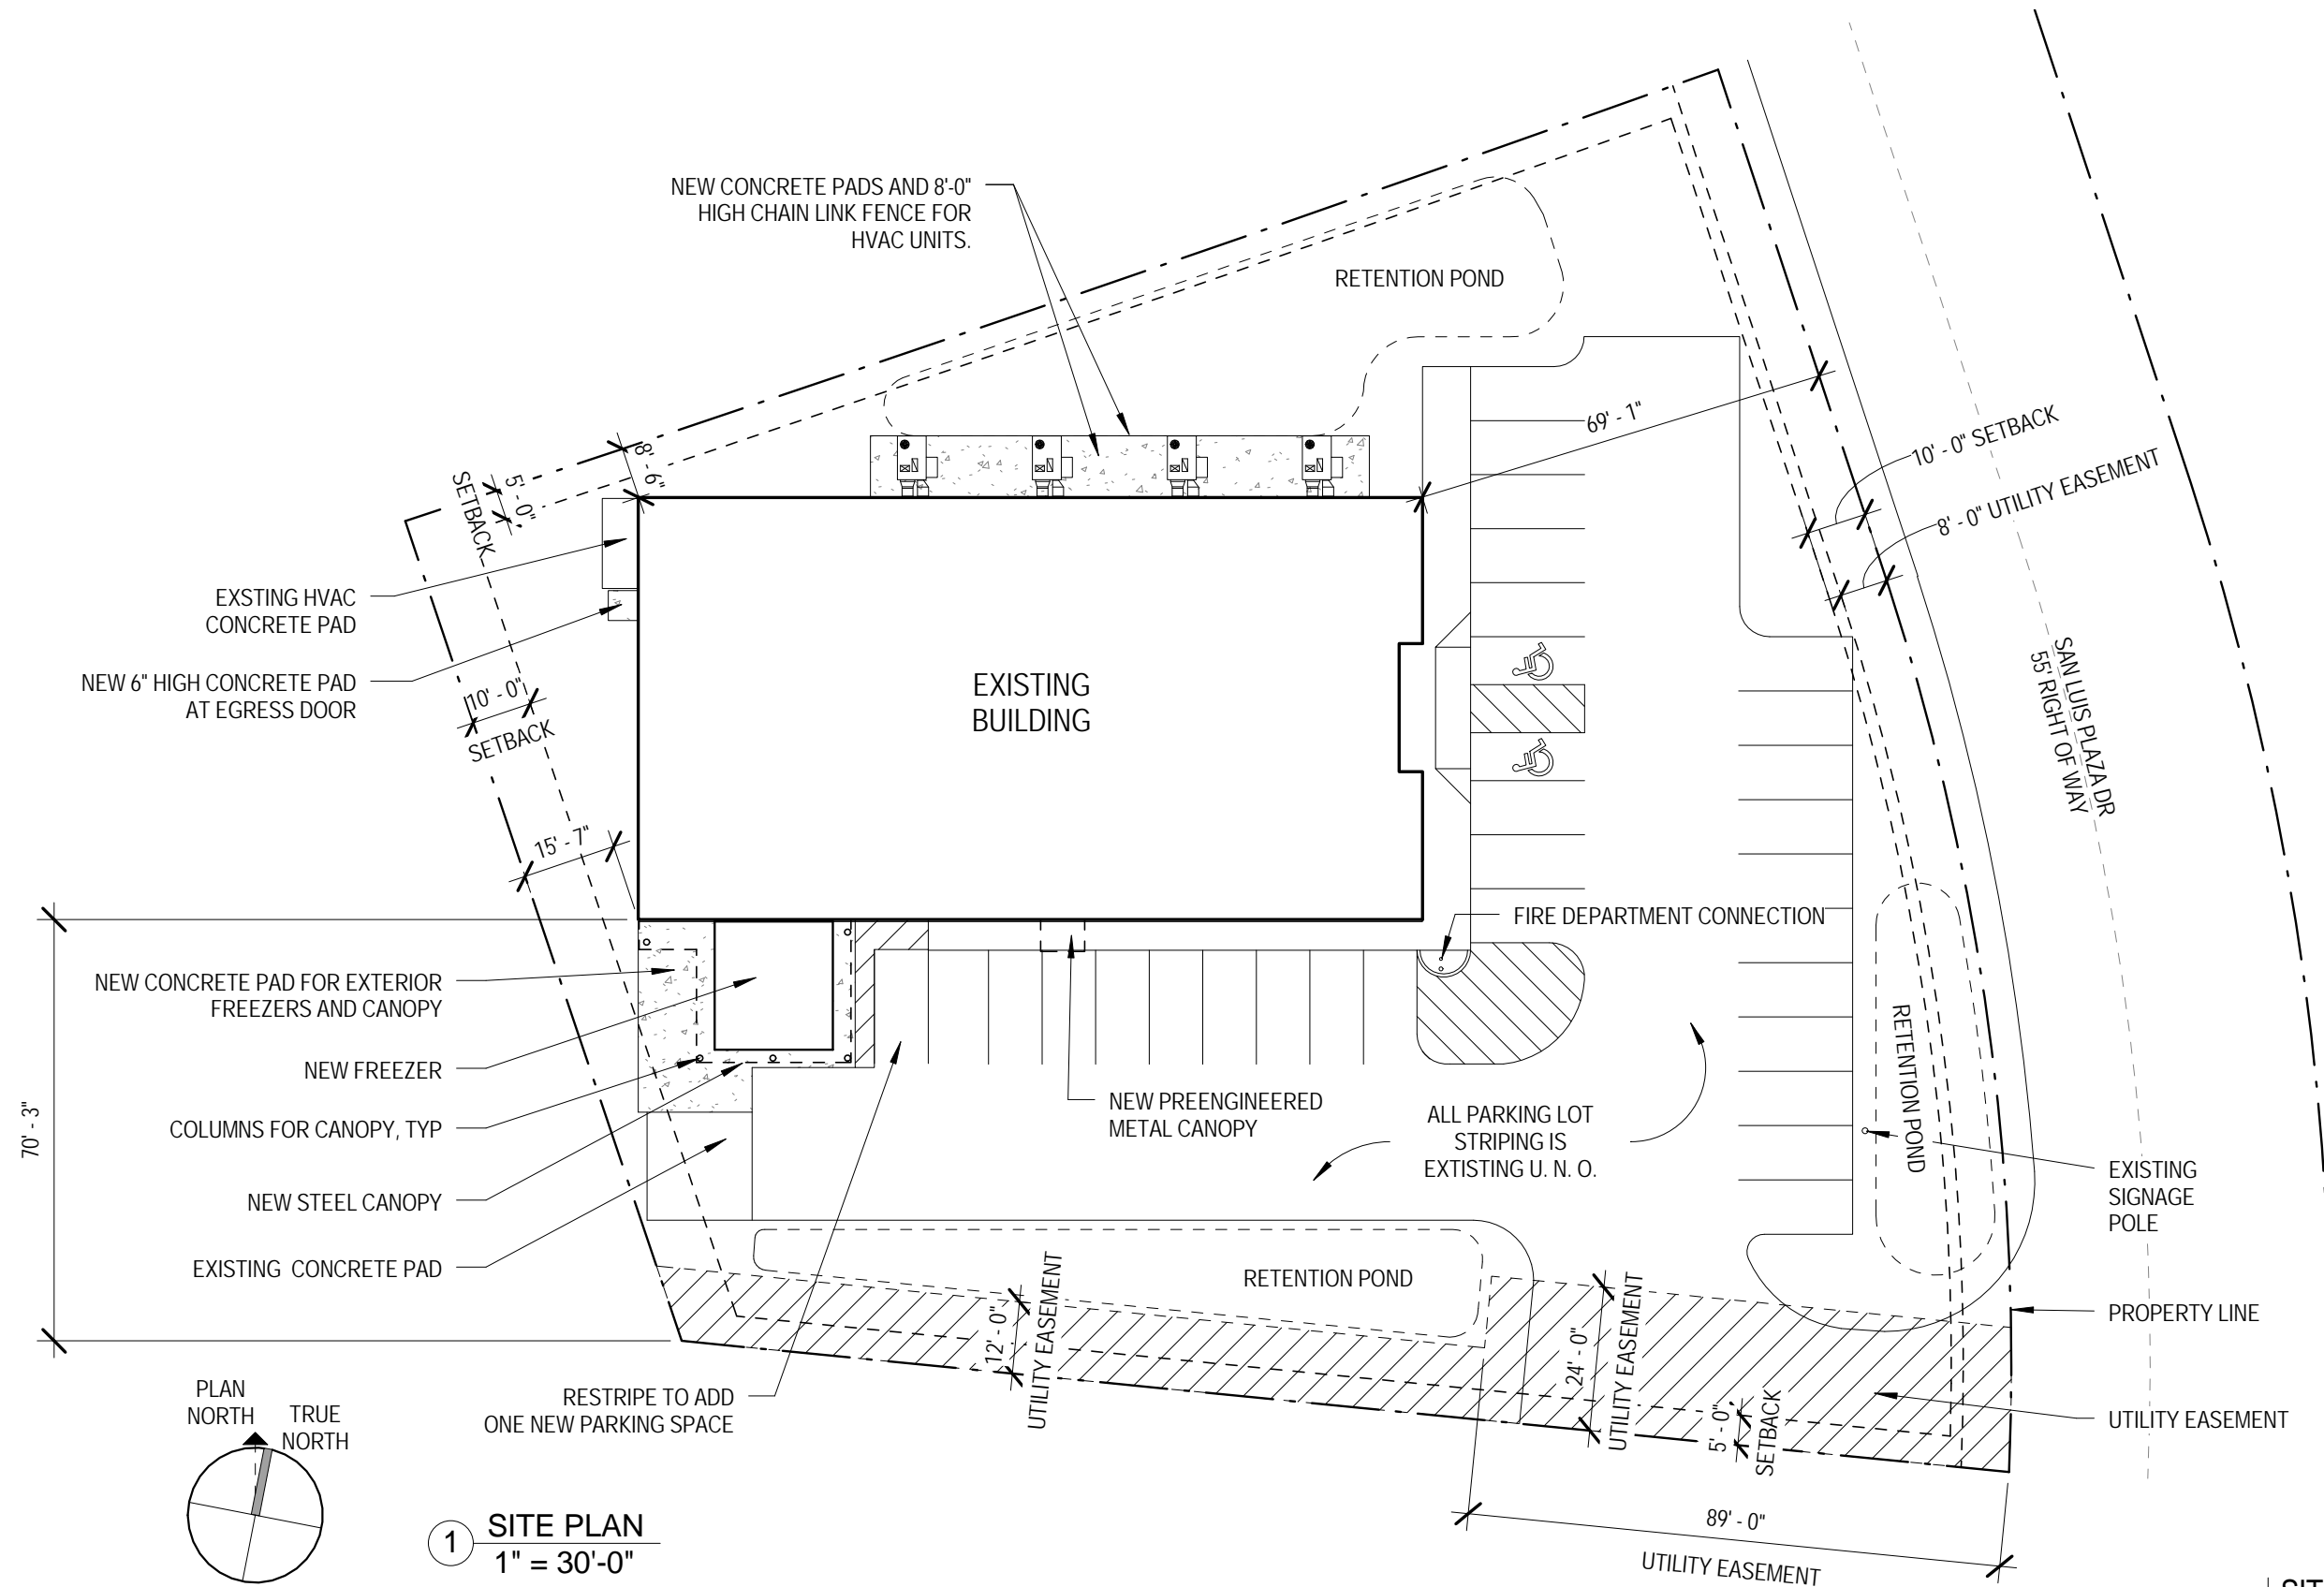 NEW CONCRETE PADS AND 8'-0"
HIGH CHAIN LINK FENCE FOR
HVAC UNITS.
RETENTION POND
69' - 1"
10' - 0" SETBACK
8' - 0" UTILITY EASEMENT
8' - 6"
5' - 0"
SETBACK
EXSTING HVAC
CONCRETE PAD
NEW 6" HIGH CONCRETE PAD
AT EGRESS DOOR
10' - 0"
SETBACK
EXISTING
BUILDING
SAN LUIS PLAZA DR
55' RIGHT OF WAY
15' - 7"
FIRE DEPARTMENT CONNECTION
NEW CONCRETE PAD FOR EXTERIOR
FREEZERS AND CANOPY
NEW FREEZER
COLUMNS FOR CANOPY, TYP
NEW STEEL CANOPY
EXISTING  CONCRETE PAD
70' - 3"
NEW PREENGINEERED
METAL CANOPY
ALL PARKING LOT
STRIPING IS
EXTISTING U. N. O.
RETENTION POND
EXISTING
SIGNAGE
POLE
RETENTION POND
PROPERTY LINE
12' - 0"
UTILITY EASEMENT
24' - 0"
UTILITY EASEMENT
5' - 0"
SETBACK
UTILITY EASEMENT
RESTRIPE TO ADD
ONE NEW PARKING SPACE
PLAN
NORTH
TRUE
NORTH
89' - 0"
UTILITY EASEMENT
1
SITE PLAN
1" = 30'-0"